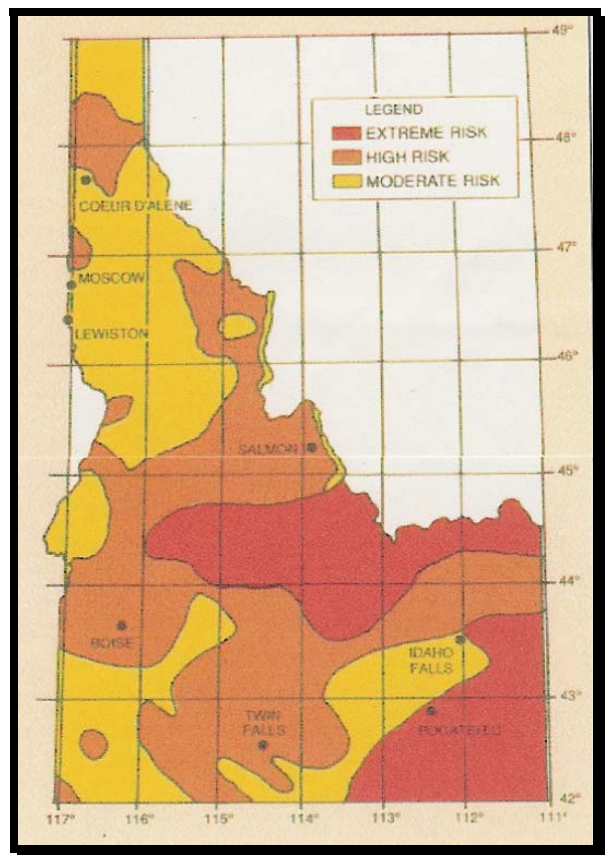 49°
LEGEND
EXTREME RISK
HIGH RISK
MODERATE RISK
48°
COEUR D'ALENE
47°
MOSCOW
LEWISTON
46°
SALMON
45°
44°
BOISE
IDAHO
FALLS
43°
TWIN
FALLS
POCATELLO
42°
117°
116°
115°
114°
113°
112°
111°